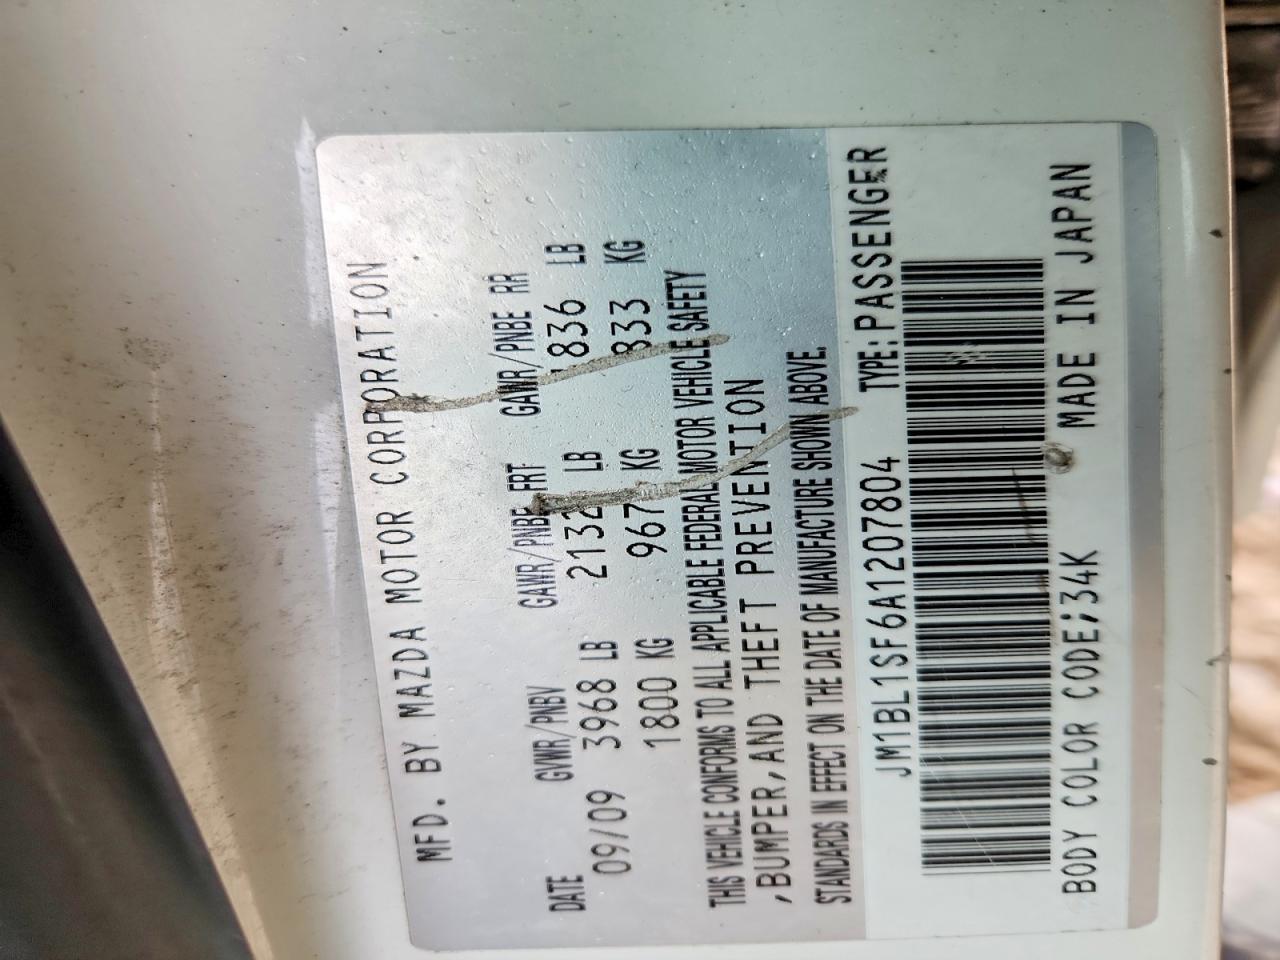 MFD. BY MAZDA MOTOR CORPORATION
DATE GVWR/PNBV GAWR/PNBE FRT GAWR/PNBE RR
09/09 3968 LB 2132 LB 1836 LB
1800 KG 967 KG 833 KG
THIS VEHICLE CONFORMS TO ALL APPLICABLE FEDERAL MOTOR VEHICLE SAFETY
,BUMPER,AND THEFT PREVENTION
STANDARDS IN EFFECT ON THE DATE OF MANUFACTURE SHOWN ABOVE.
JM1BL1SF6A1207804 TYPE: PASSENGER
BODY COLOR CODE;34K MADE IN JAPAN